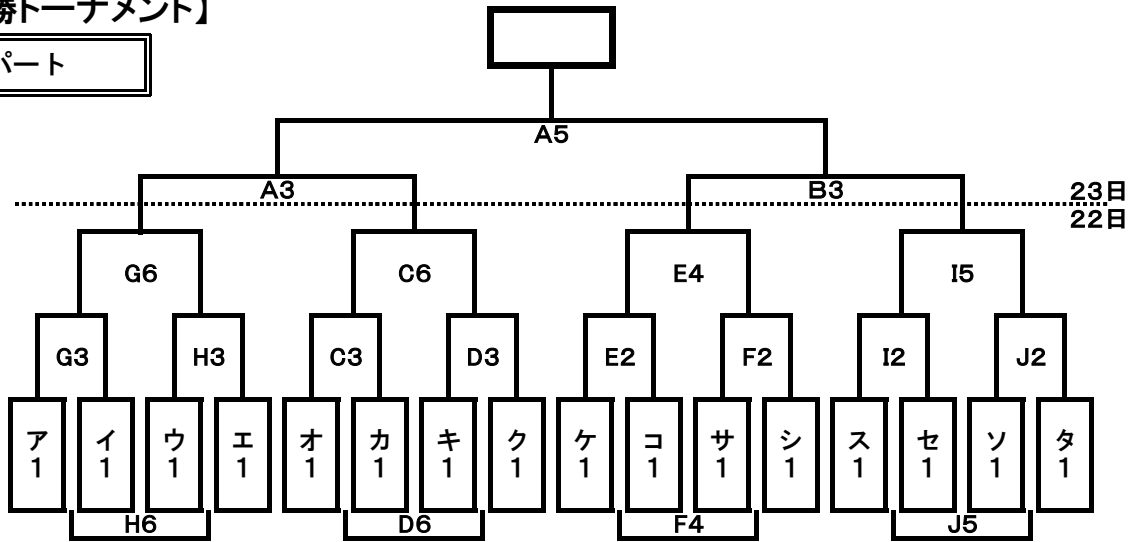 勝トーナメント】
パート
A5
A3 B3
23日
22日
G6 C6 E4 I5
G3 H3 C3 D3 E2 F2 I2 J2
ア1 イ1 ウ1 エ1 オ1 カ1 キ1 ク1 ケ1 コ1 サ1 シ1 ス1 セ1 ソ1 タ1
H6 D6 F4 J5